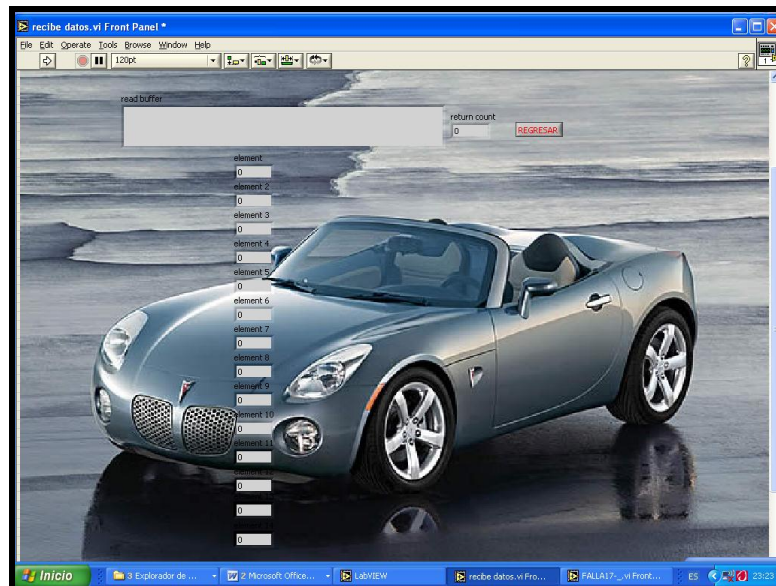 recibe datos.vi Front Panel *
File Edit Operate Tools Browse Window Help
120pt
1
read buffer
return count
0
REGRESAR
element
0
element 2
0
element 3
0
element 4
0
element 5
0
element 6
0
element 7
0
element 8
0
element 9
0
element 10
0
element 11
0
0
0
0
Inicio
3 Explorador de ...
2 Microsoft Office...
LabVIEW
recibe datos.vi Fro...
FALLA17-_.vi Front...
ES
23:23